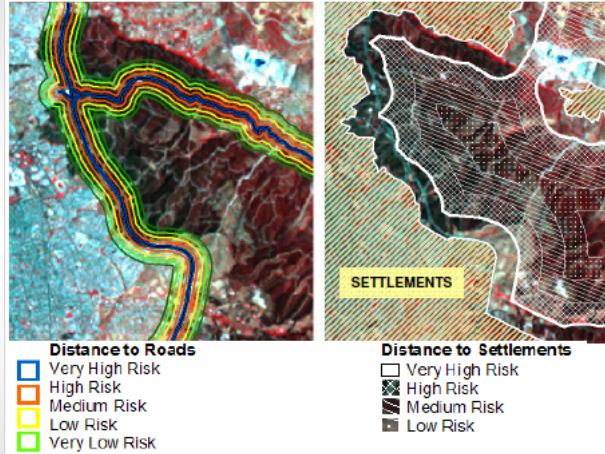 SETTLEMENTS
Distance to Roads
Very High Risk
High Risk
Medium Risk
Low Risk
Very Low Risk
Distance to Settlements
Very High Risk
High Risk
Medium Risk
Low Risk